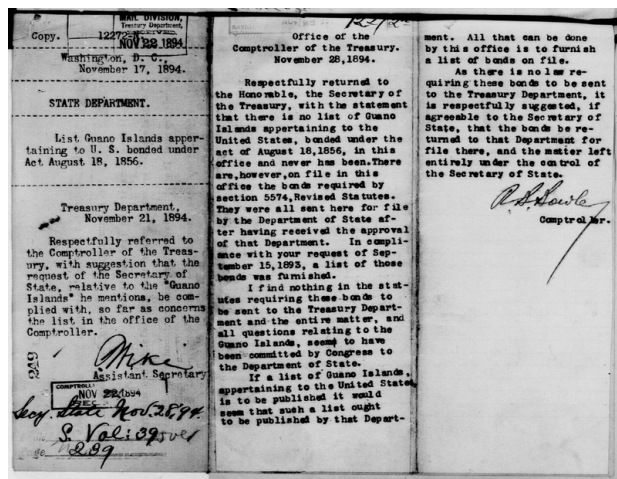 MAIL DIVISION,
Treasury Department,
NOV 22 1894
Copy.
Washington, D. C.,
November 17, 1894.
STATE DEPARTMENT.
List Guano Islands apper-
taining to U. S. bonded under
Act August 18, 1856.
Treasury Department,
November 21, 1894.
Respectfully referred to
the Comptroller of the Treas-
ury, with suggestion that the
request of the Secretary of
State, relative to the "Guano
Islands" he mentions, be com-
plied with, so far as concerns
the list in the office of the
Comptroller.
Assistant Secretary
249
COMPTROLL
NOV 22 1894
REC
Secy. State Nov. 28, 94.
S. Vol: 39 over
239
Office of the
Comptroller of the Treasury.
November 28,1894.
Respectfully returned to
the Honorable, the Secretary of
the Treasury, with the statement
that there is no list of Guano
Islands appertaining to the
United States, bonded under the
act of August 18,1856, in this
office and never has been.There
are,however,on file in this
office the bonds required by
section 5574,Revised Statutes.
They were all sent here for file
by the Department of State af-
ter having received the approval
of that Department. In compli-
ance with your request of Sep-
tember 15,1893, a list of those
bonds was furnished.
I find nothing in the stat-
utes requiring these bonds to
be sent to the Treasury Depart-
ment and the entire matter, and
all questions relating to the
Guano Islands, seems to have
been committed by Congress to
the Department of State.
If a list of Guano Islands,
appertaining to the United States
is to be published it would
seem that such a list ought
to be published by that Depart-
ment. All that can be done
by this office is to furnish
a list of bonds on file.
As there is no law re-
quiring these bonds to be sent
to the Treasury Department, it
is respectfully suggested, if
agreeable to the Secretary of
State, that the bonds be re-
turned to that Department for
file there, and the matter left
entirely under the control of
the Secretary of State.
Comptroller.